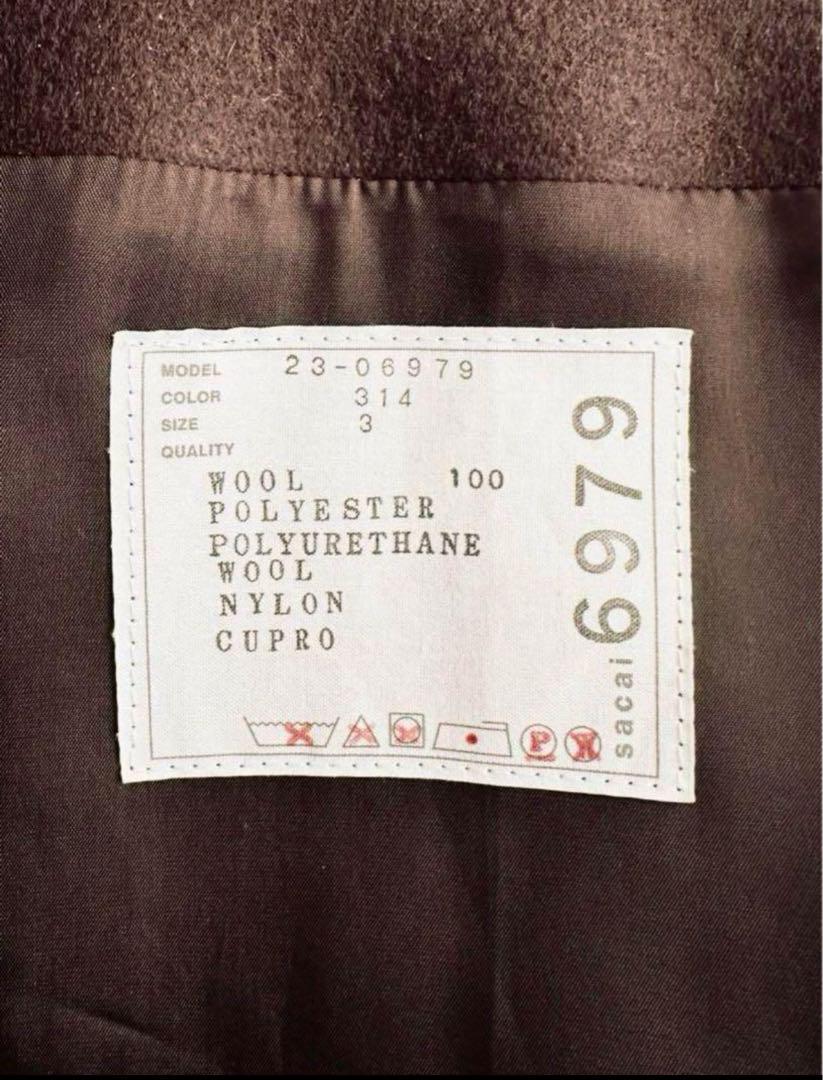 MODEL 23-06979
COLOR 314
SIZE 3
QUALITY
WOOL 100
POLYESTER
POLYURETHANE
WOOL
NYLON
CUPRO
P
W
sacai 6979